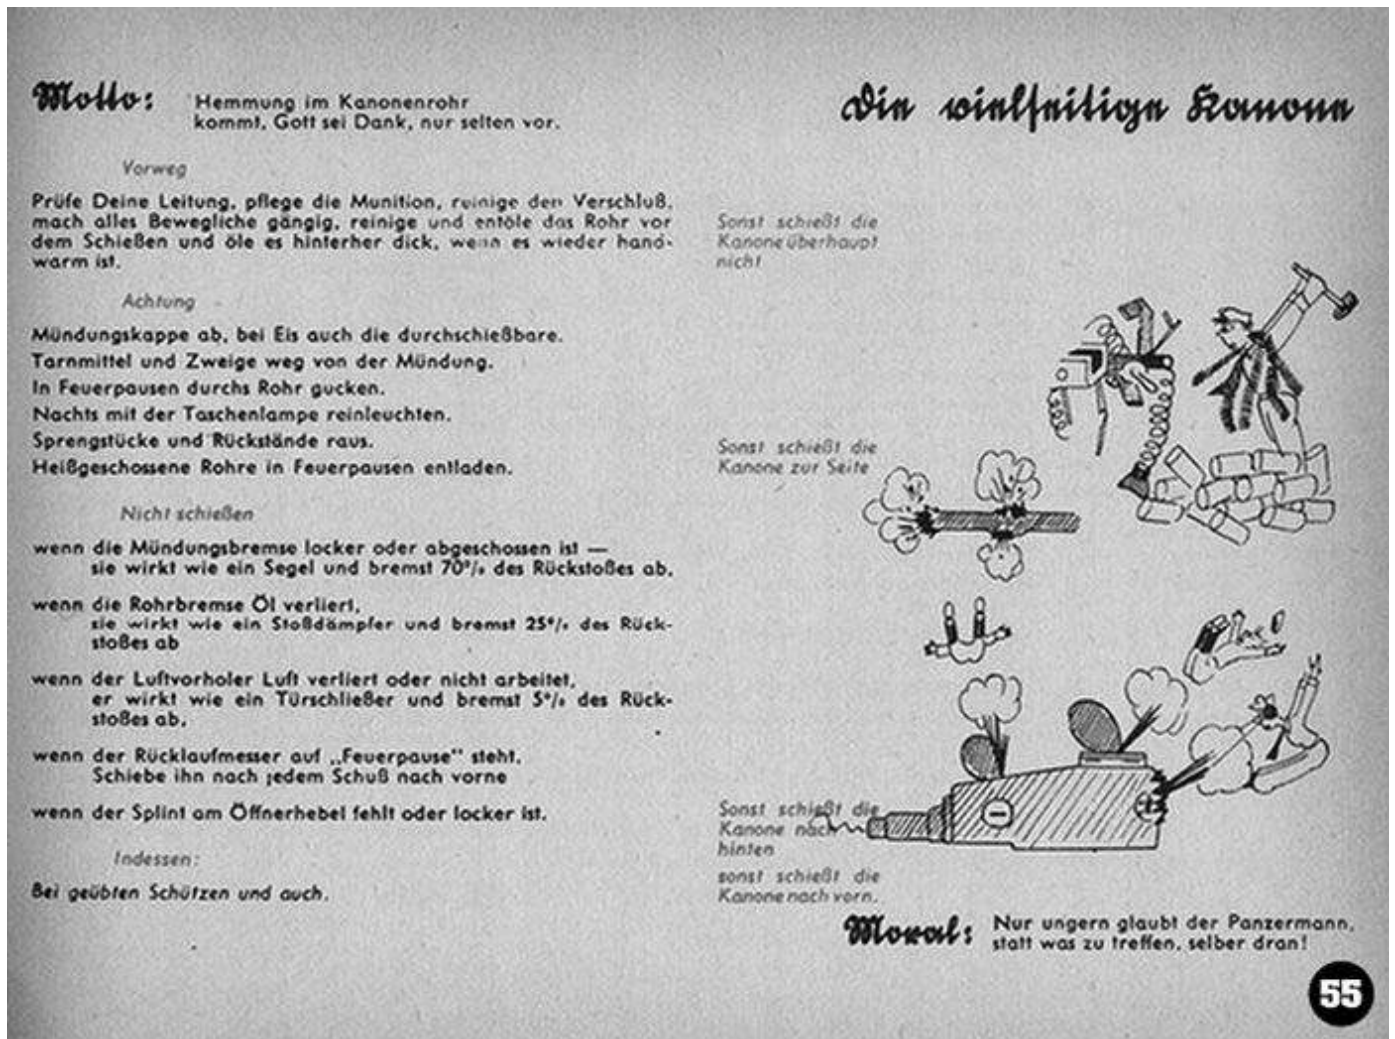 Motto:
Hemmung im Kanonenrohr
kommt, Gott sei Dank, nur selten vor.
Die vielseitige Kanone
Vorweg
Prüfe Deine Leitung, pflege die Munition, reinige den Verschluß,
mach alles Bewegliche gängig, reinige und entöle das Rohr vor
dem Schießen und öle es hinterher dick, wenn es wieder hand-
warm ist.
Sonst schießt die
Kanone überhaupt
nicht
Achtung
Mündungskappe ab, bei Eis auch die durchschießbare.
Tarnmittel und Zweige weg von der Mündung.
In Feuerpausen durchs Rohr gucken.
Nachts mit der Taschenlampe reinleuchten.
Sprengstücke und Rückstände raus.
Heißgeschossene Rohre in Feuerpausen entladen.
Sonst schießt die
Kanone zur Seite
Nicht schießen
wenn die Mündungsbremse locker oder abgeschossen ist —
sie wirkt wie ein Segel und bremst 70% des Rückstoßes ab,
wenn die Rohrbremse Öl verliert,
sie wirkt wie ein Stoßdämpfer und bremst 25% des Rück-
stoßes ab
wenn der Luftvorholer Luft verliert oder nicht arbeitet,
er wirkt wie ein Türschließer und bremst 5% des Rück-
stoßes ab,
wenn der Rücklaufmesser auf „Feuerpause" steht,
Schiebe ihn nach jedem Schuß nach vorne
wenn der Splint am Öffnerhebel fehlt oder locker ist.
Sonst schießt die
Kanone nach
hinten
Indessen:
Bei geübten Schützen und auch.
sonst schießt die
Kanone nach vorn.
Moral:
Nur ungern glaubt der Panzermann,
statt was zu treffen, selber dran!
55